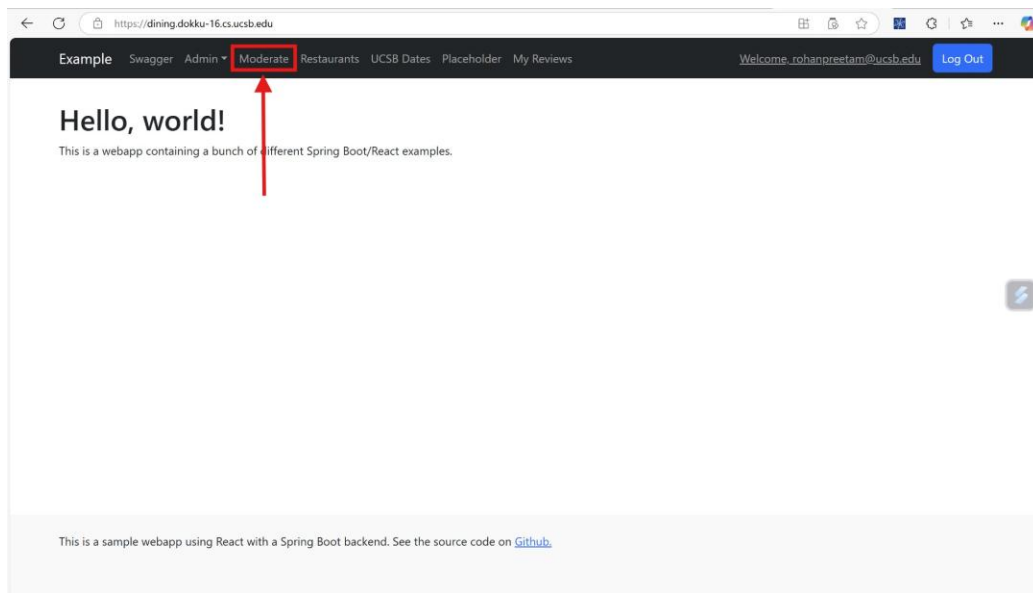 https://dining.dokku-16.cs.ucsb.edu
Example Swagger Admin Moderate Restaurants UCSB Dates Placeholder My Reviews Welcome, rohanpreetam@ucsb.edu Log Out
Hello, world!
This is a webapp containing a bunch of different Spring Boot/React examples.
This is a sample webapp using React with a Spring Boot backend. See the source code on Github.